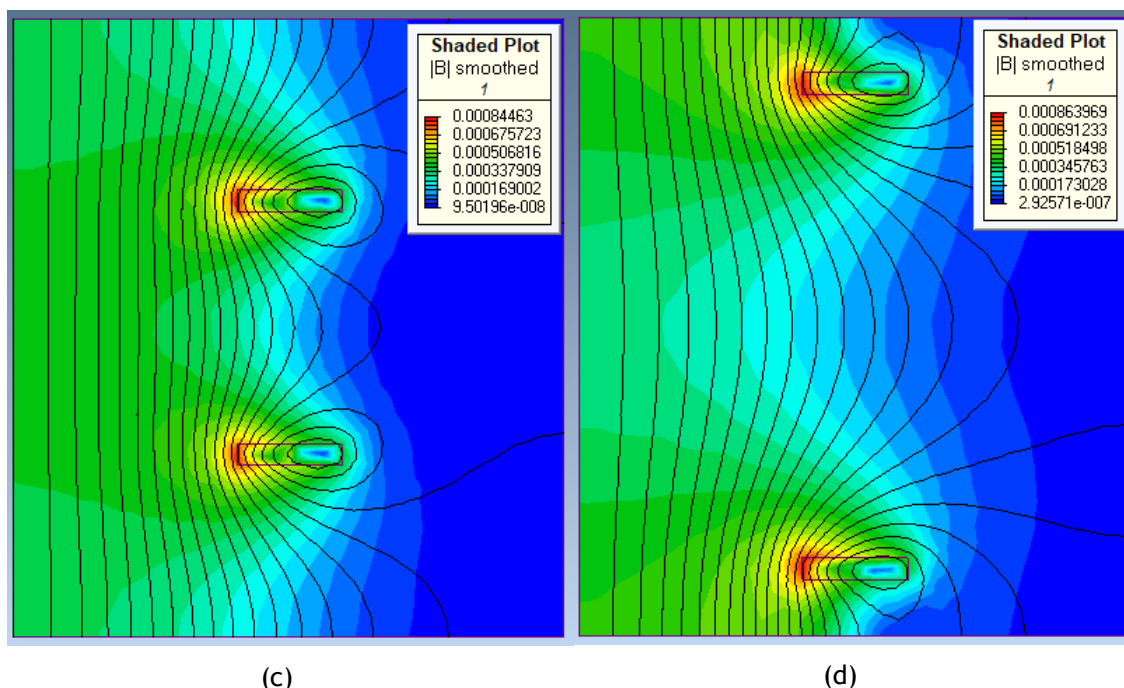 Shaded Plot
|B| smoothed
1
0.00084463
0.000675723
0.000506816
0.000337909
0.000169002
9.50196e-008
Shaded Plot
|B| smoothed
1
0.000863969
0.000691233
0.000518498
0.000345763
0.000173028
2.92571e-007
(c)
(d)